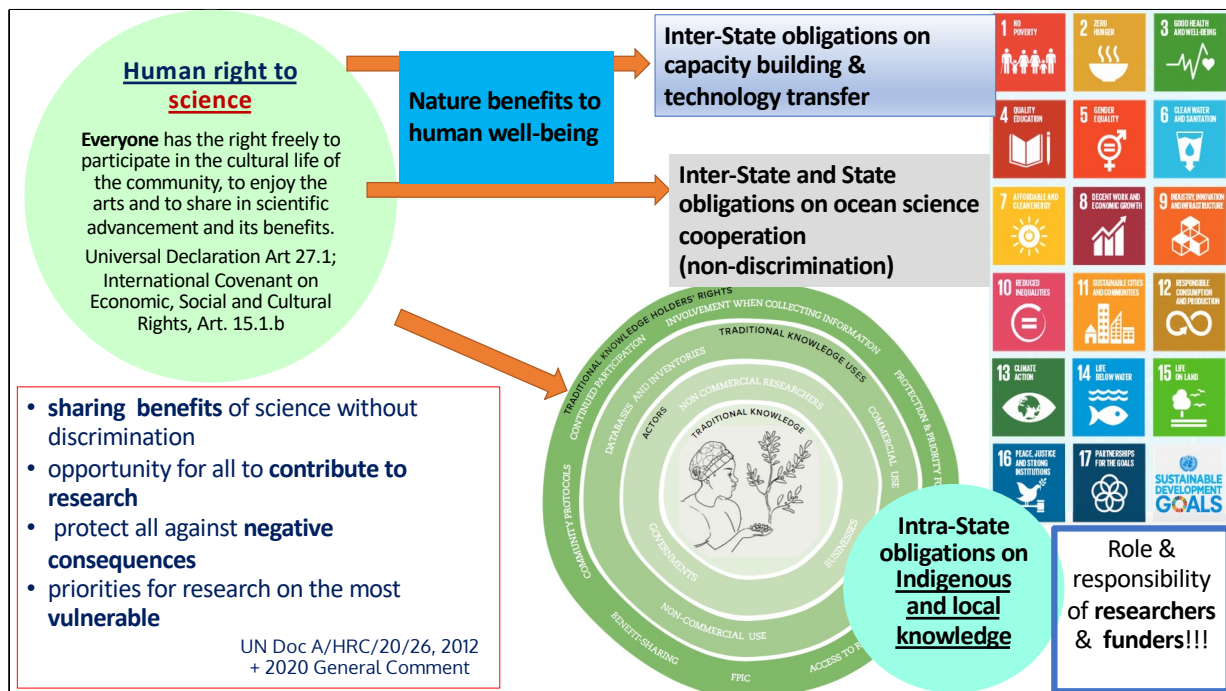 Human right to
science
Everyone has the right freely to
participate in the cultural life of
the community, to enjoy the
arts and to share in scientific
advancement and its benefits.
Universal Declaration Art 27.1;
International Covenant on
Economic, Social and Cultural
Rights, Art. 15.1.b
Nature benefits to
human well-being
Inter-State obligations on
capacity building &
technology transfer
Inter-State and State
obligations on ocean science
cooperation
(non-discrimination)
• sharing benefits of science without
discrimination
• opportunity for all to contribute to
research
• protect all against negative
consequences
• priorities for research on the most
vulnerable
UN Doc A/HRC/20/26, 2012
+ 2020 General Comment
TRADITIONAL KNOWLEDGE HOLDERS' RIGHTS
INVOLVEMENT WHEN COLLECTING INFORMATION
CONTINUED PARTICIPATION
PROTECTION & PRIORITY
COMMUNITY PROTOCOLS
BENEFIT-SHARING
FPIC
ACCESS TO
TRADITIONAL KNOWLEDGE USES
DATABASES AND INVENTORIES
COMMERCIAL USE
NON-COMMERCIAL USE
ACTORS
NON COMMERCIAL RESEARCHERS
GOVERNMENTS
BUSINESSES
TRADITIONAL KNOWLEDGE
Intra-State
obligations on
Indigenous
and local
knowledge
1 NO
POVERTY
2 ZERO
HUNGER
3 GOOD HEALTH
AND WELL-BEING
4 QUALITY
EDUCATION
5 GENDER
EQUALITY
6 CLEAN WATER
AND SANITATION
7 AFFORDABLE AND
CLEAN ENERGY
8 DECENT WORK AND
ECONOMIC GROWTH
9 INDUSTRY, INNOVATION
AND INFRASTRUCTURE
10 REDUCED
INEQUALITIES
11 SUSTAINABLE CITIES
AND COMMUNITIES
12 RESPONSIBLE
CONSUMPTION
AND PRODUCTION
13 CLIMATE
ACTION
14 LIFE
BELOW WATER
15 LIFE
ON LAND
16 PEACE, JUSTICE
AND STRONG
INSTITUTIONS
17 PARTNERSHIPS
FOR THE GOALS
SUSTAINABLE
DEVELOPMENT
GOALS
Role &
responsibility
of researchers
& funders!!!